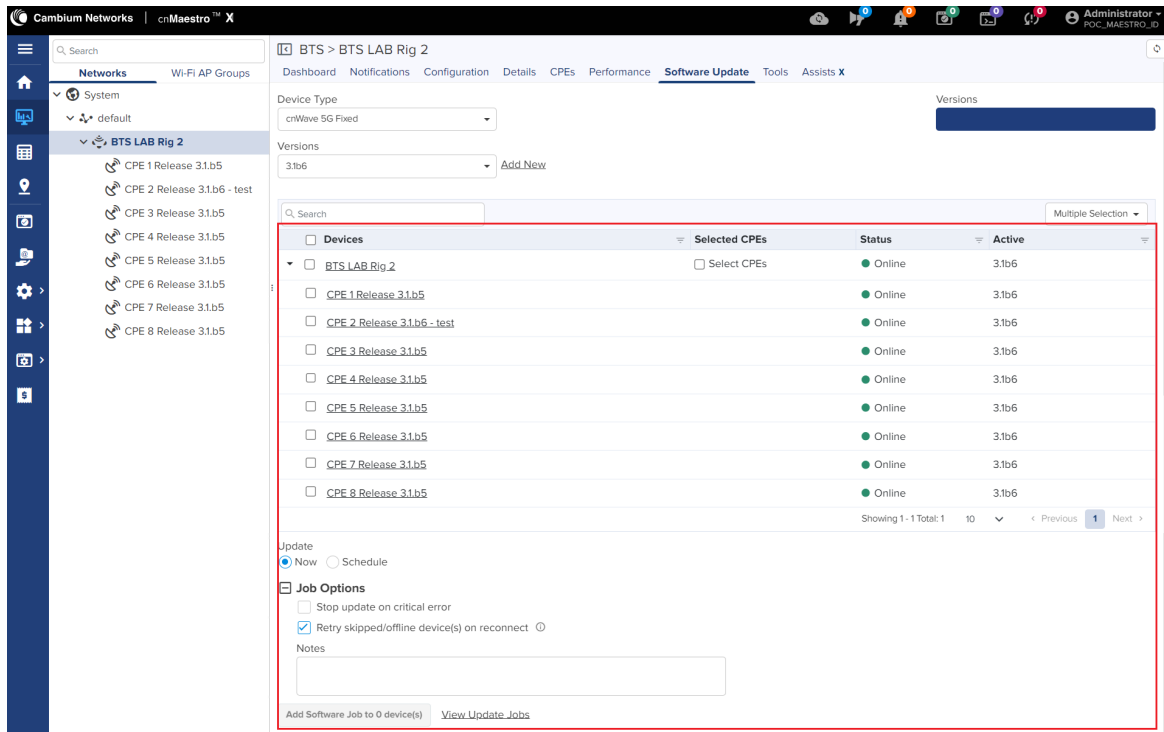 Cambium Networks | cnMaestro™ X
0 0 0 0 0
Administrator
POC_MAESTRO_ID
Search
Networks Wi-Fi AP Groups
System
default
BTS LAB Rig 2
CPE 1 Release 3.1.b5
CPE 2 Release 3.1.b6 - test
CPE 3 Release 3.1.b5
CPE 4 Release 3.1.b5
CPE 5 Release 3.1.b5
CPE 6 Release 3.1.b5
CPE 7 Release 3.1.b5
CPE 8 Release 3.1.b5
BTS > BTS LAB Rig 2
Dashboard Notifications Configuration Details CPEs Performance Software Update Tools Assists X
Device Type
cnWave 5G Fixed
Versions
Versions
3.1b6 Add New
Search
Multiple Selection
Devices Selected CPEs Status Active
BTS LAB Rig 2 Select CPEs Online 3.1b6
CPE 1 Release 3.1.b5 Online 3.1b6
CPE 2 Release 3.1.b6 - test Online 3.1b6
CPE 3 Release 3.1.b5 Online 3.1b6
CPE 4 Release 3.1.b5 Online 3.1b6
CPE 5 Release 3.1.b5 Online 3.1b6
CPE 6 Release 3.1.b5 Online 3.1b6
CPE 7 Release 3.1.b5 Online 3.1b6
CPE 8 Release 3.1.b5 Online 3.1b6
Showing 1 - 1 Total: 1 10 < Previous 1 Next >
Update
Now Schedule
Job Options
Stop update on critical error
Retry skipped/offline device(s) on reconnect
Notes
Add Software Job to 0 device(s) View Update Jobs